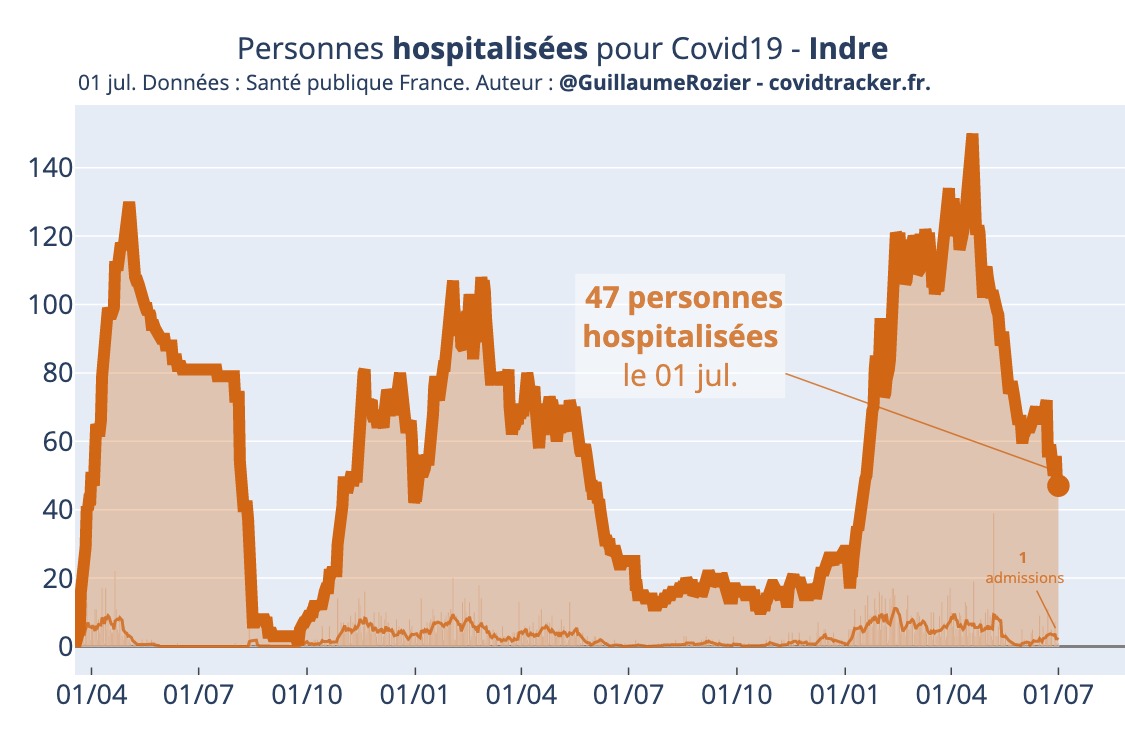 Personnes hospitalisées pour Covid19 - Indre
01 jul. Données : Santé publique France. Auteur : @GuillaumeRozier - covidtracker.fr.
140
120
100
80
60
40
20
0
47 personnes
hospitalisées
le 01 jul.
1
admissions
01/04 01/07 01/10 01/01 01/04 01/07 01/10 01/01 01/04 01/07